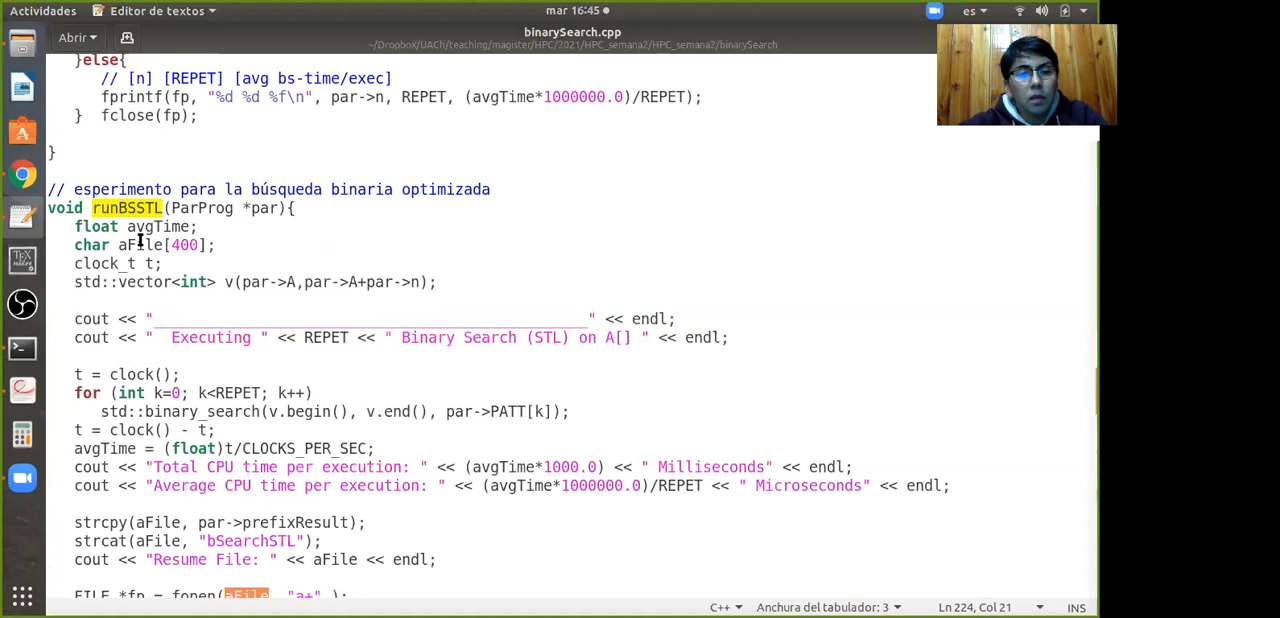 Actividades Editor de textos mar 16:45 es
Abrir binarySearch.cpp
~/Dropbox/UACh/teaching/magister/HPC/2021/HPC_semana2/HPC_semana2/binarySearch
}else{
// [n] [REPET] [avg bs-time/exec]
fprintf(fp, "%d %d %f\n", par->n, REPET, (avgTime*1000000.0)/REPET);
} fclose(fp);
}
// esperimento para la búsqueda binaria optimizada
void runBSSTL(ParProg *par){
float avgTime;
char aFile[400];
clock_t t;
std::vector<int> v(par->A,par->A+par->n);
cout << "_______________________________________________" << endl;
cout << "  Executing " << REPET << " Binary Search (STL) on A[] " << endl;
t = clock();
for (int k=0; k<REPET; k++)
std::binary_search(v.begin(), v.end(), par->PATT[k]);
t = clock() - t;
avgTime = (float)t/CLOCKS_PER_SEC;
cout << "Total CPU time per execution: " << (avgTime*1000.0) << " Milliseconds" << endl;
cout << "Average CPU time per execution: " << (avgTime*1000000.0)/REPET << " Microseconds" << endl;
strcpy(aFile, par->prefixResult);
strcat(aFile, "bSearchSTL");
cout << "Resume File: " << aFile << endl;
FILE *fp = fopen(aFile, "a+" );
C++ Anchura del tabulador: 3 Ln 224, Col 21 INS